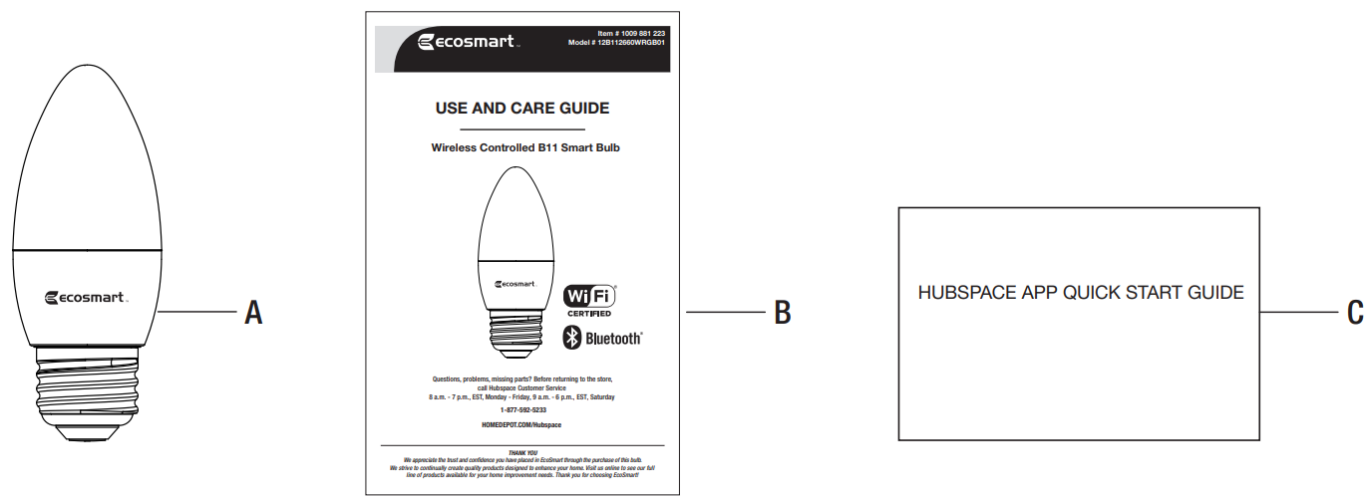 ecosmart™
A
ecosmart™
Item # 1009 881 223
Model # 12B112660WRGB01
USE AND CARE GUIDE
Wireless Controlled B11 Smart Bulb
ecosmart
WiFi
CERTIFIED
Bluetooth®
Questions, problems, missing parts? Before returning to the store,
call Hubspace Customer Service
8 a.m. - 7 p.m., EST, Monday - Friday, 9 a.m. - 6 p.m., EST, Saturday
1-877-592-5233
HOMEDEPOT.COM/Hubspace
THANK YOU
We appreciate the trust and confidence you have placed in EcoSmart through the purchase of this bulb.
We strive to continually create quality products designed to enhance your home. Visit us online to see our full
line of products available for your home improvement needs. Thank you for choosing EcoSmart!
B
HUBSPACE APP QUICK START GUIDE
C